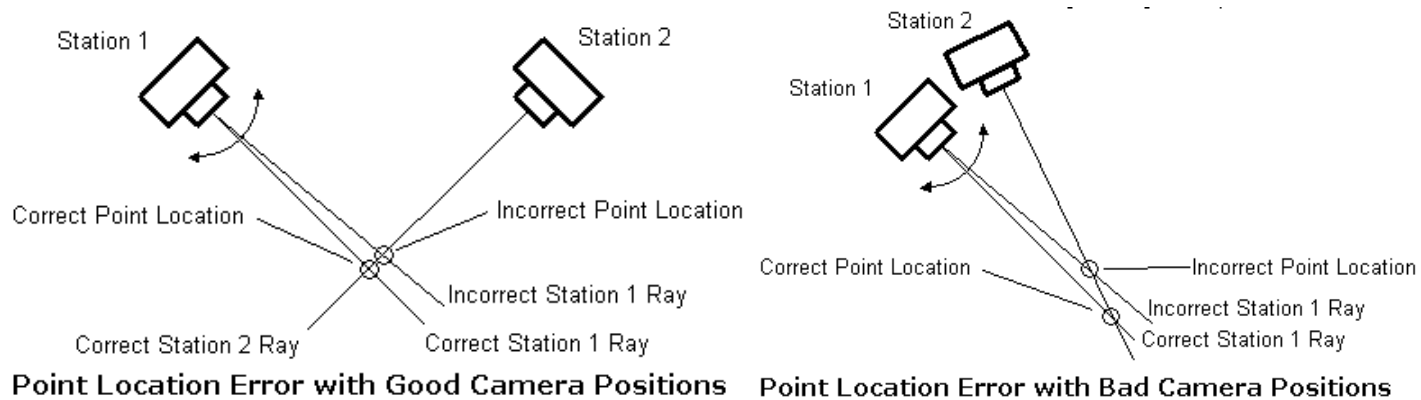 Station 1
Station 2
Correct Point Location
Incorrect Point Location
Incorrect Station 1 Ray
Correct Station 2 Ray
Correct Station 1 Ray
Point Location Error with Good Camera Positions
Station 2
Station 1
Correct Point Location
Incorrect Point Location
Incorrect Station 1 Ray
Correct Station 1 Ray
Point Location Error with Bad Camera Positions